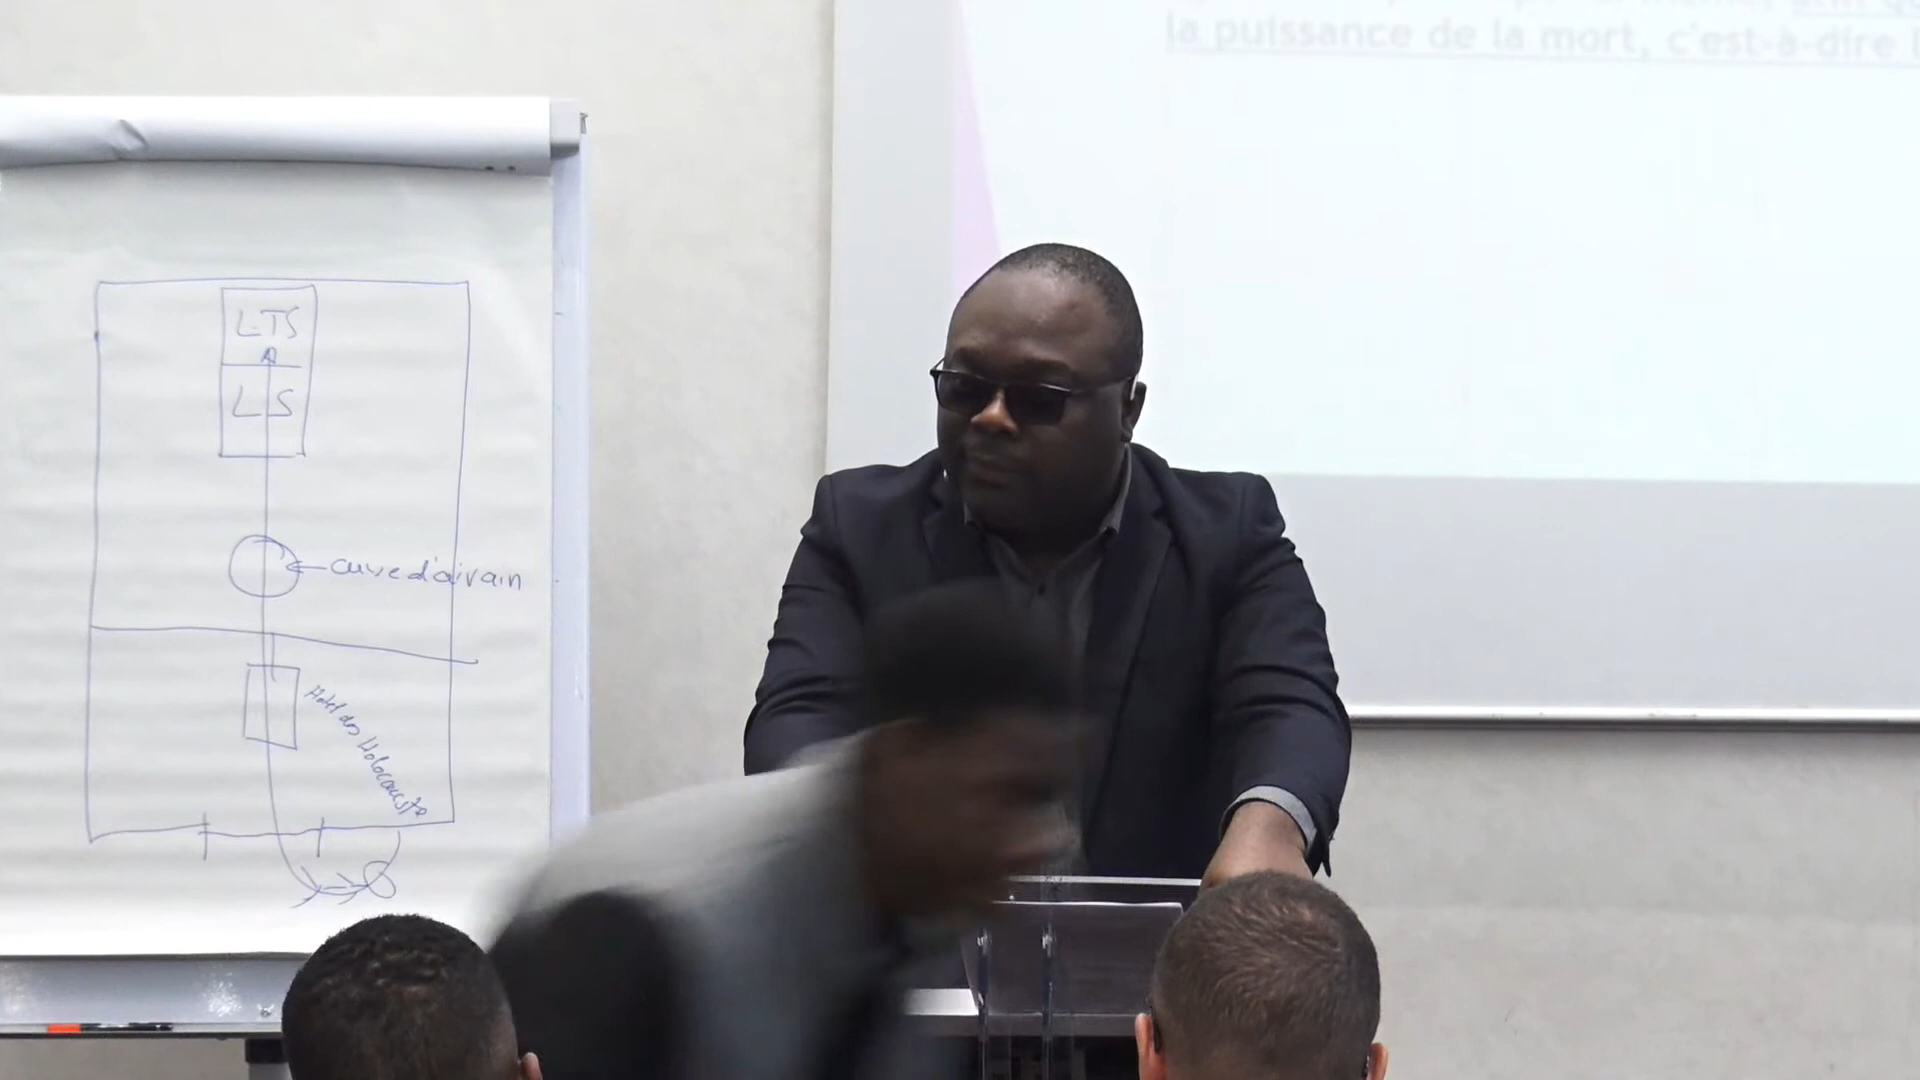 LTS
LS
cuve d'airain
Hotel des Holocauste
la puissance de la mort, c'est-à-dire